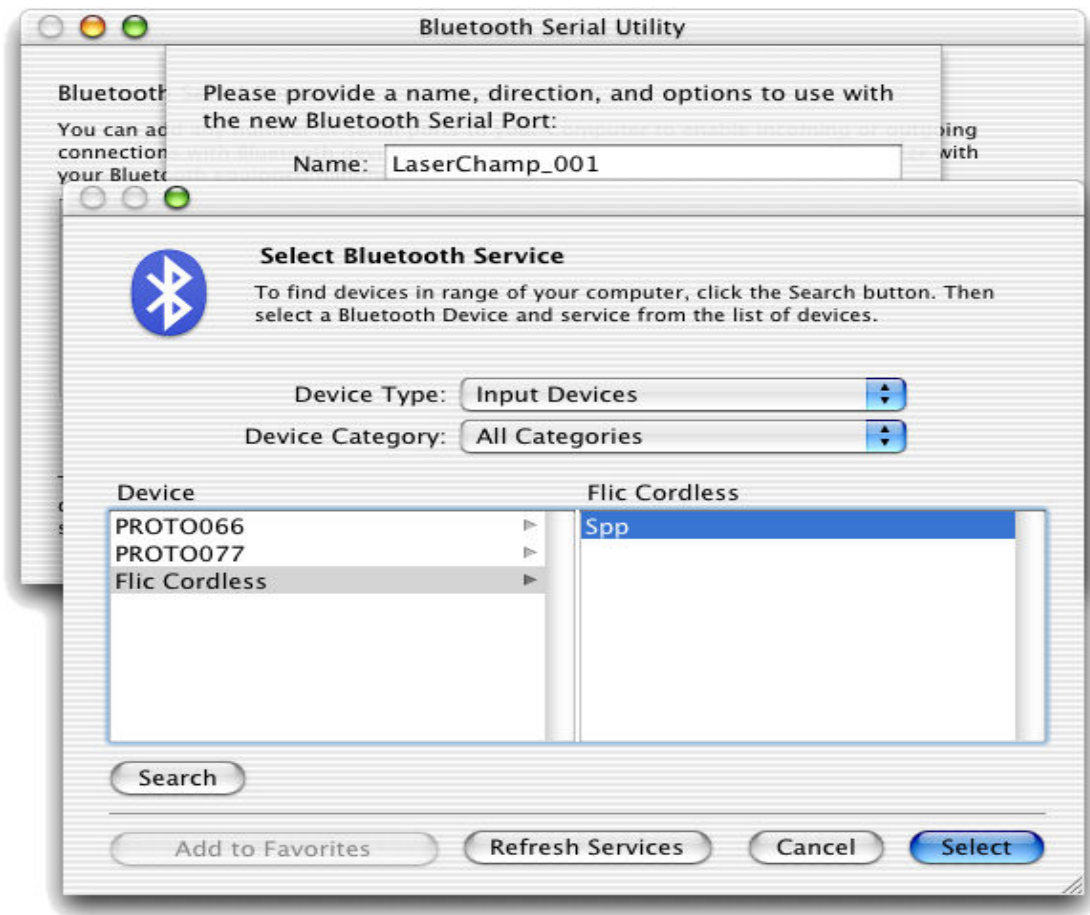 Bluetooth Serial Utility
Bluetooth
Please provide a name, direction, and options to use with
the new Bluetooth Serial Port:
You can ad
going
connection
with
your Bluet
Name: LaserChamp_001
Select Bluetooth Service
To find devices in range of your computer, click the Search button. Then
select a Bluetooth Device and service from the list of devices.
Device Type: Input Devices
Device Category: All Categories
Device
Flic Cordless
PROTO066
Spp
PROTO077
Flic Cordless
Search
Add to Favorites
Refresh Services
Cancel
Select